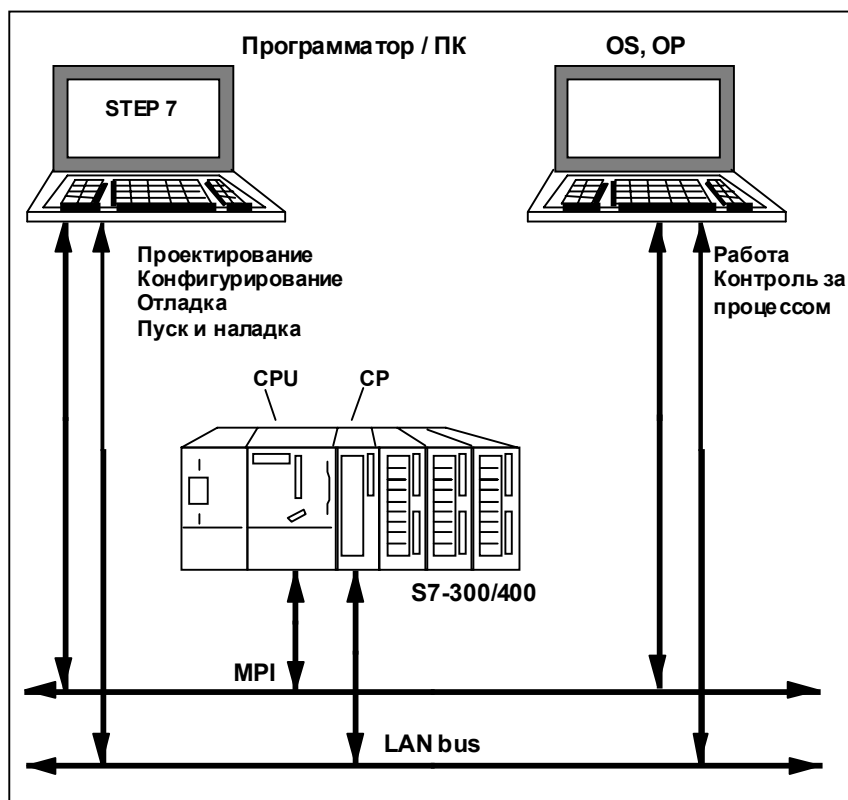 Программатор / ПК
OS, OP
STEP 7
Проектирование
Конфигурирование
Отладка
Пуск и наладка
Работа
Контроль за
процессом
CPU
CP
S7-300/400
MPI
LAN bus